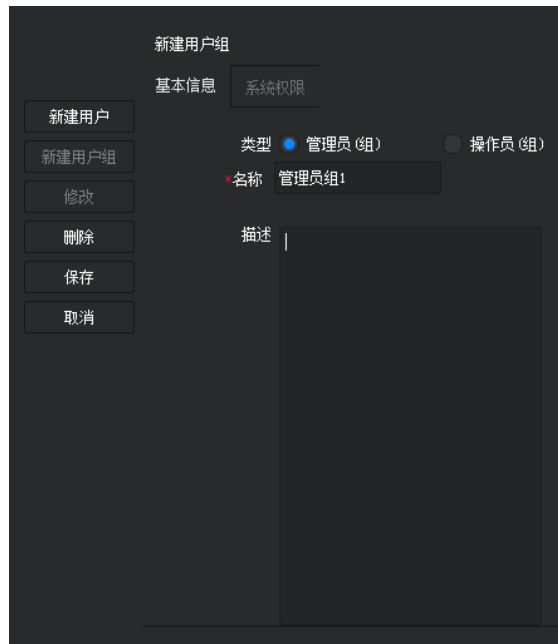 新建用户组
基本信息 系统权限
新建用户
新建用户组
修改
删除
保存
取消
类型 管理员(组) 操作员(组)
*名称 管理员组1
描述